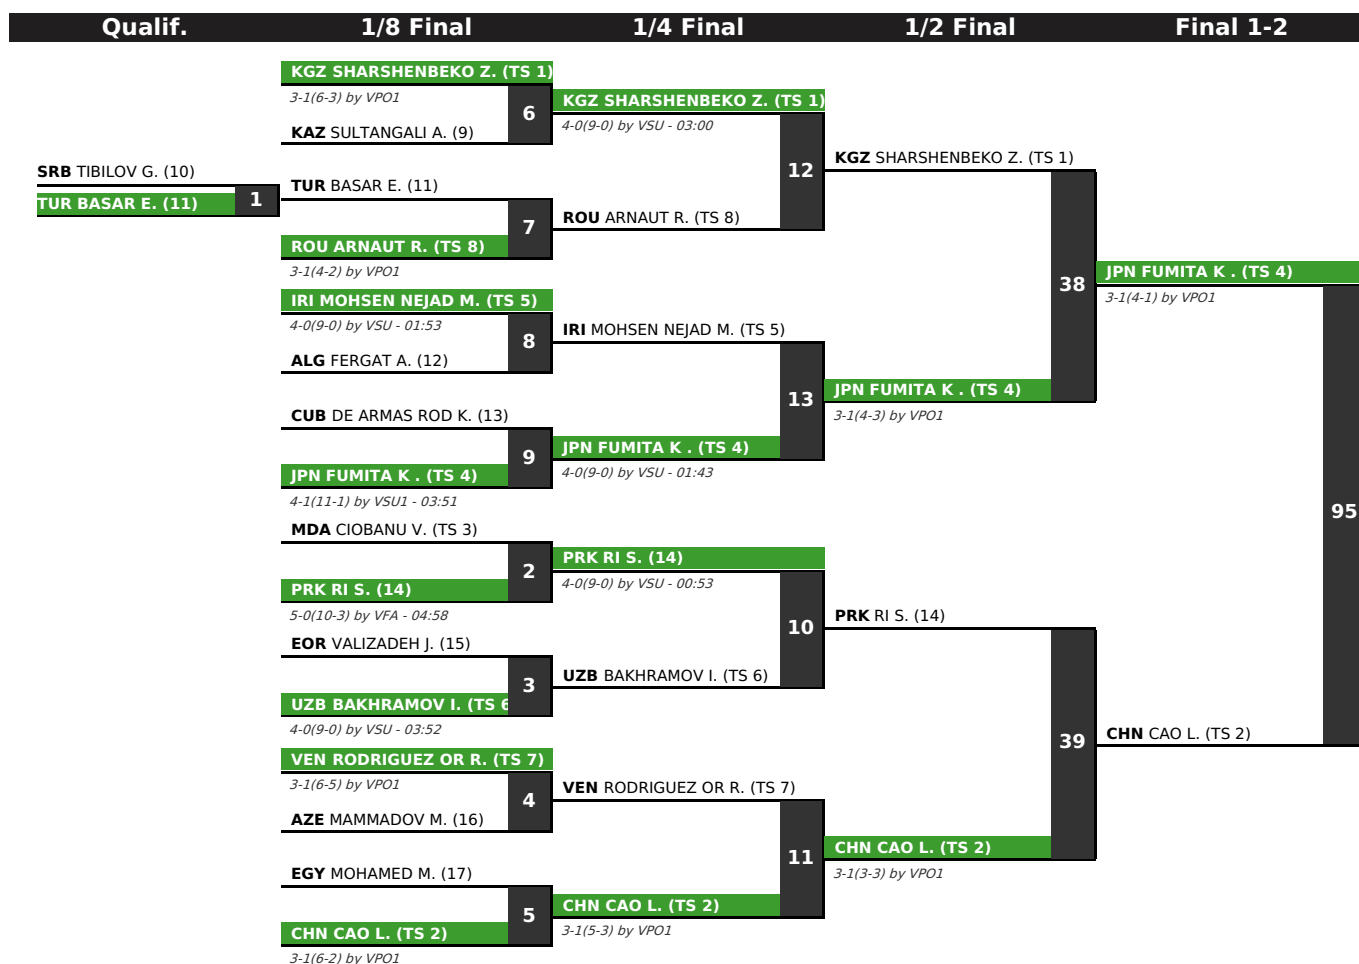 Qualif.
1/8 Final
1/4 Final
1/2 Final
Final 1-2
SRB TIBILOV G. (10)
TUR BASAR E. (11)
1
KGZ SHARSHENBEKO Z. (TS 1)
3-1(6-3) by VPO1
KAZ SULTANGALI A. (9)
6
TUR BASAR E. (11)
ROU ARNAUT R. (TS 8)
3-1(4-2) by VPO1
7
IRI MOHSEN NEJAD M. (TS 5)
4-0(9-0) by VSU - 01:53
ALG FERGAT A. (12)
8
CUB DE ARMAS ROD K. (13)
JPN FUMITA K . (TS 4)
4-1(11-1) by VSU1 - 03:51
9
MDA CIOBANU V. (TS 3)
PRK RI S. (14)
5-0(10-3) by VFA - 04:58
2
EOR VALIZADEH J. (15)
UZB BAKHRAMOV I. (TS 6
4-0(9-0) by VSU - 03:52
3
VEN RODRIGUEZ OR R. (TS 7)
3-1(6-5) by VPO1
AZE MAMMADOV M. (16)
4
EGY MOHAMED M. (17)
CHN CAO L. (TS 2)
3-1(6-2) by VPO1
5
KGZ SHARSHENBEKO Z. (TS 1)
4-0(9-0) by VSU - 03:00
ROU ARNAUT R. (TS 8)
12
IRI MOHSEN NEJAD M. (TS 5)
JPN FUMITA K . (TS 4)
4-0(9-0) by VSU - 01:43
13
PRK RI S. (14)
4-0(9-0) by VSU - 00:53
UZB BAKHRAMOV I. (TS 6)
10
VEN RODRIGUEZ OR R. (TS 7)
CHN CAO L. (TS 2)
3-1(5-3) by VPO1
11
KGZ SHARSHENBEKO Z. (TS 1)
JPN FUMITA K . (TS 4)
3-1(4-3) by VPO1
38
PRK RI S. (14)
CHN CAO L. (TS 2)
3-1(3-3) by VPO1
39
JPN FUMITA K . (TS 4)
3-1(4-1) by VPO1
CHN CAO L. (TS 2)
95